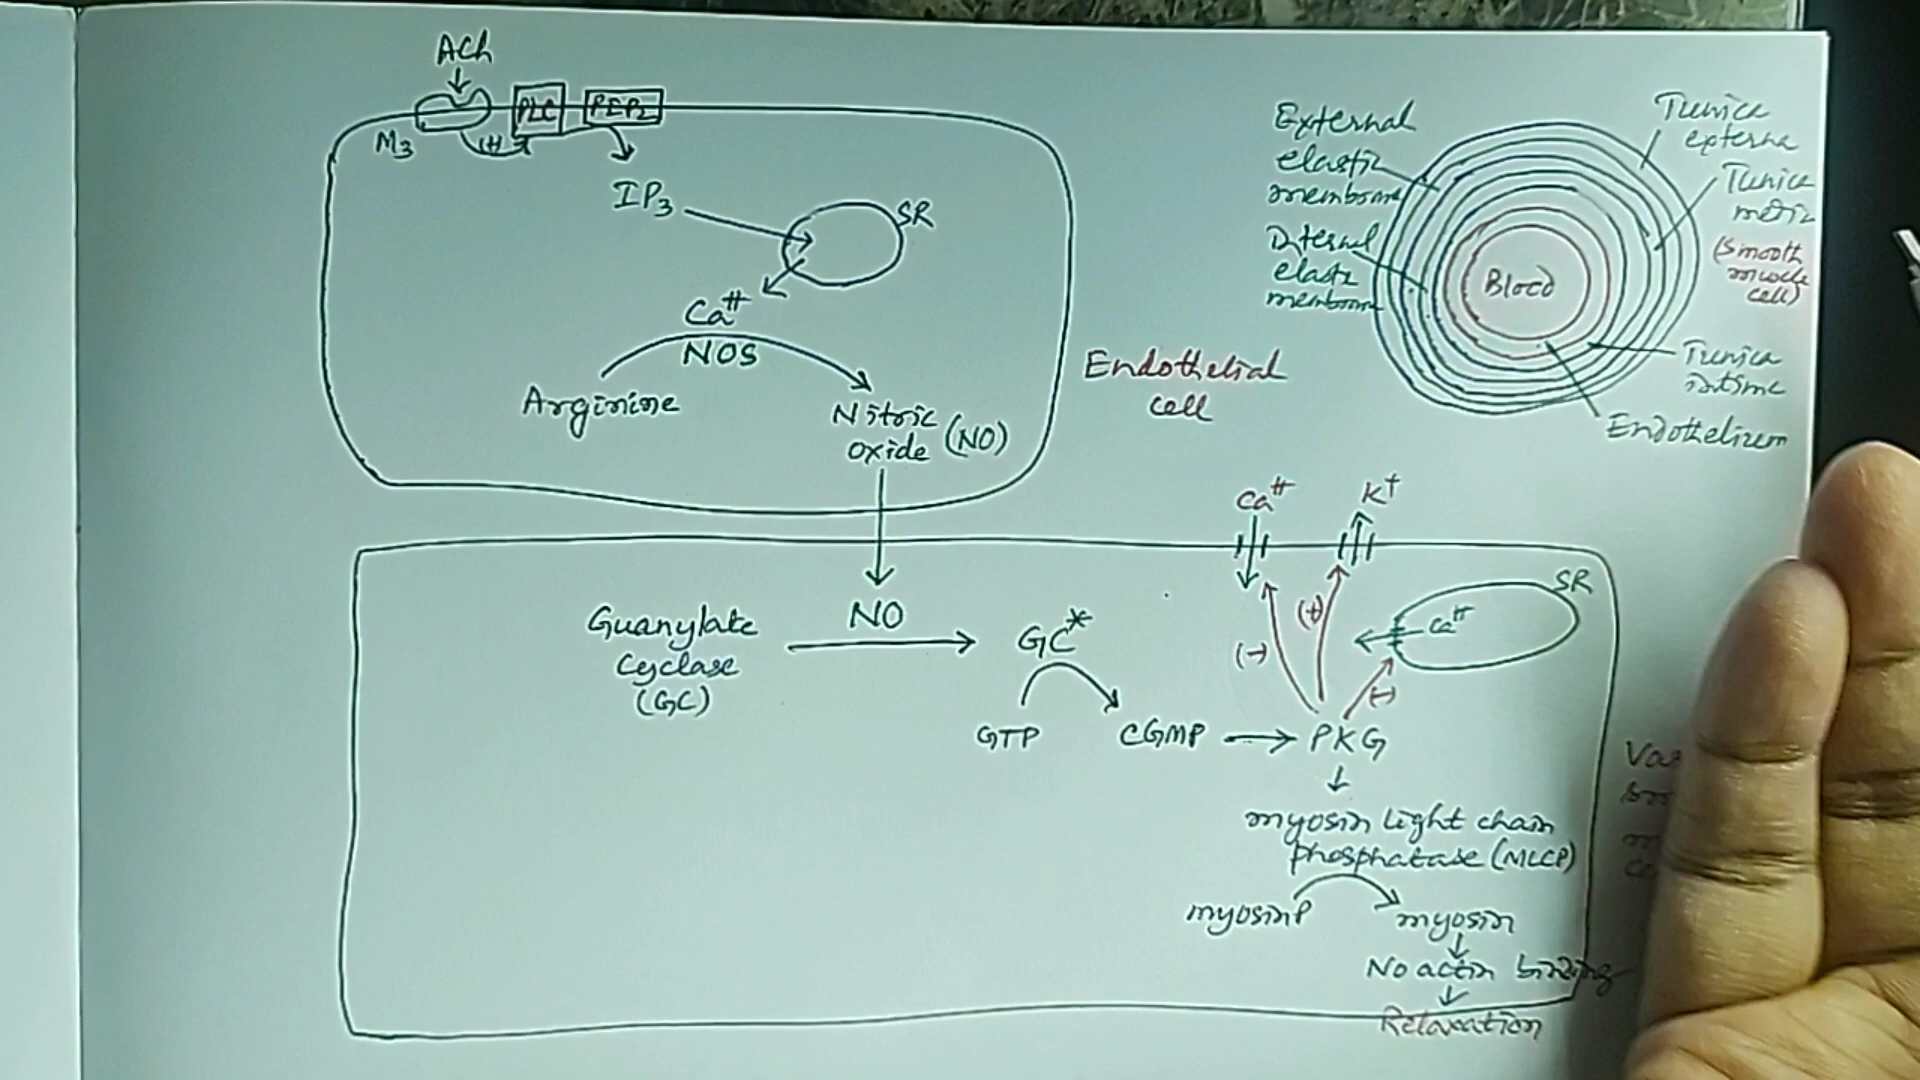 ACh
M3
(+)
PLC
PIP2
IP3
SR
Ca++
NOS
Arginine
Nitric
oxide (NO)
Endothelial
cell
External
elastic
membrane
Internal
elastic
membrane
Blood
Tunica
externa
Tunica
media
(smooth
muscle
cell)
Tunica
intima
Endothelium
NO
Guanylate
Cyclase
(GC)
GC*
GTP
CGMP
PKG
Ca++
K+
(-)
(+)
(-)
Ca++
SR
myosin light chain
phosphatase (MLCP)
myosinP
myosin
No actin binding
Relaxation